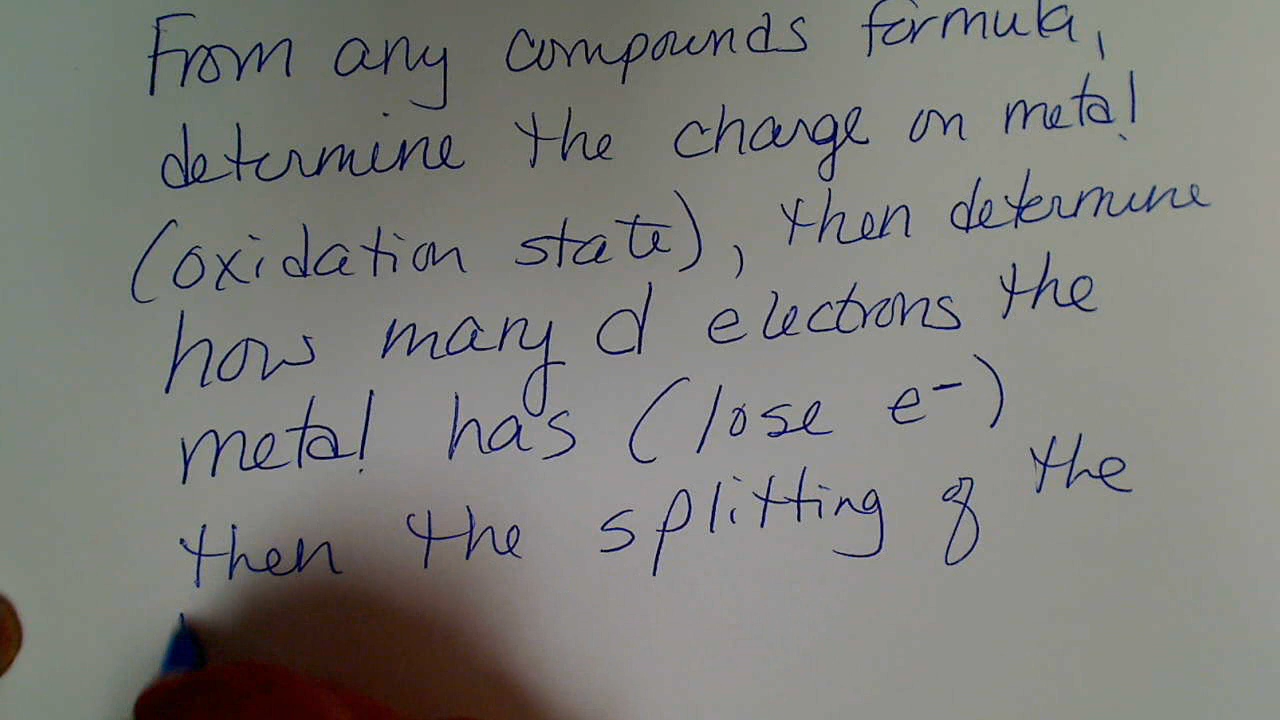 From any compounds formula,
determine the charge on metal
(oxidation state), then determine
how many d electrons the
metal has (lose e⁻)
then the splitting of the